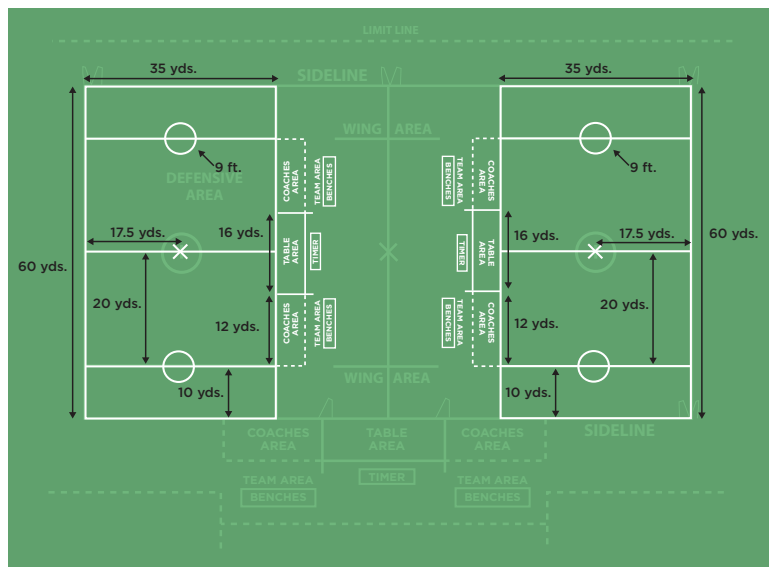 LIMIT LINE
35 yds.
SIDELINE
35 yds.
WING AREA
9 ft.
9 ft.
DEFENSIVE
AREA
COACHES
AREA
TEAM AREA
BENCHES
TEAM AREA
BENCHES
COACHES
AREA
17.5 yds.
16 yds.
TABLE
AREA
TIMER
TIMER
TABLE
AREA
16 yds.
17.5 yds.
60 yds.
60 yds.
20 yds.
12 yds.
COACHES
AREA
TEAM AREA
BENCHES
TEAM AREA
BENCHES
COACHES
AREA
12 yds.
20 yds.
WING AREA
10 yds.
10 yds.
COACHES
AREA
TABLE
AREA
COACHES
AREA
SIDELINE
TIMER
TEAM AREA
BENCHES
TEAM AREA
BENCHES